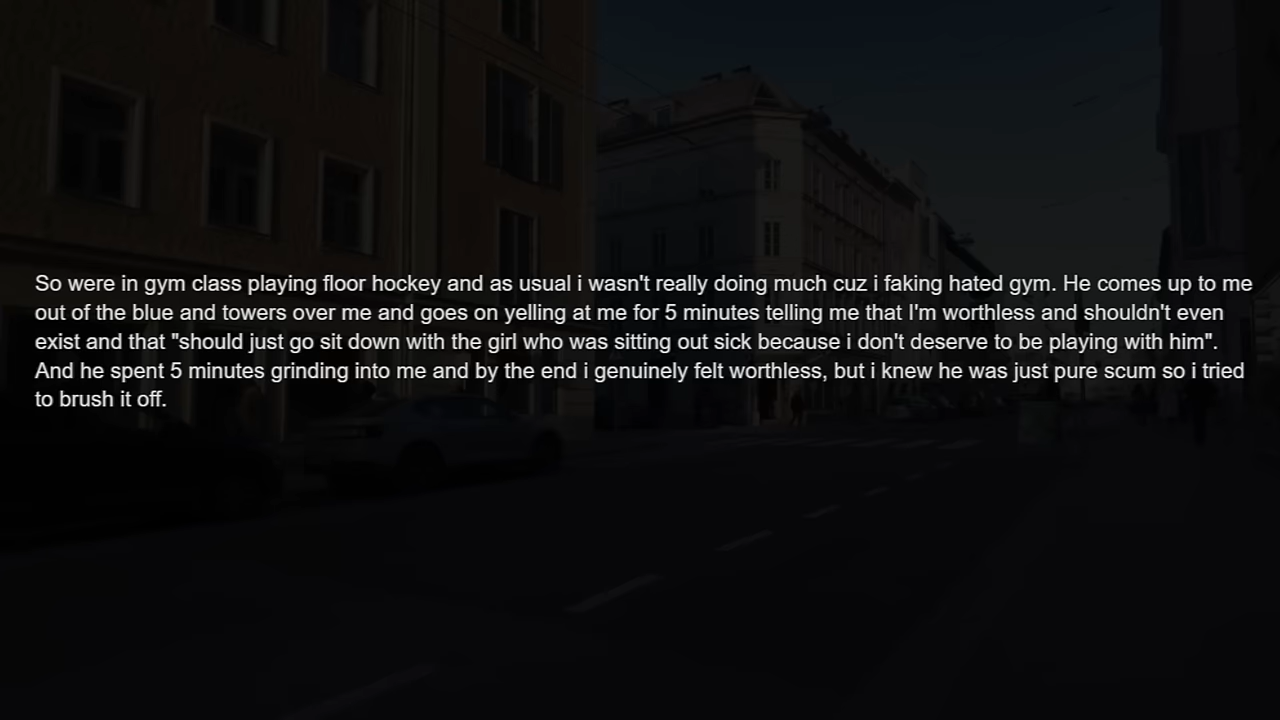 So were in gym class playing floor hockey and as usual i wasn't really doing much cuz i faking hated gym. He comes up to me
out of the blue and towers over me and goes on yelling at me for 5 minutes telling me that I'm worthless and shouldn't even
exist and that "should just go sit down with the girl who was sitting out sick because i don't deserve to be playing with him".
And he spent 5 minutes grinding into me and by the end i genuinely felt worthless, but i knew he was just pure scum so i tried
to brush it off.